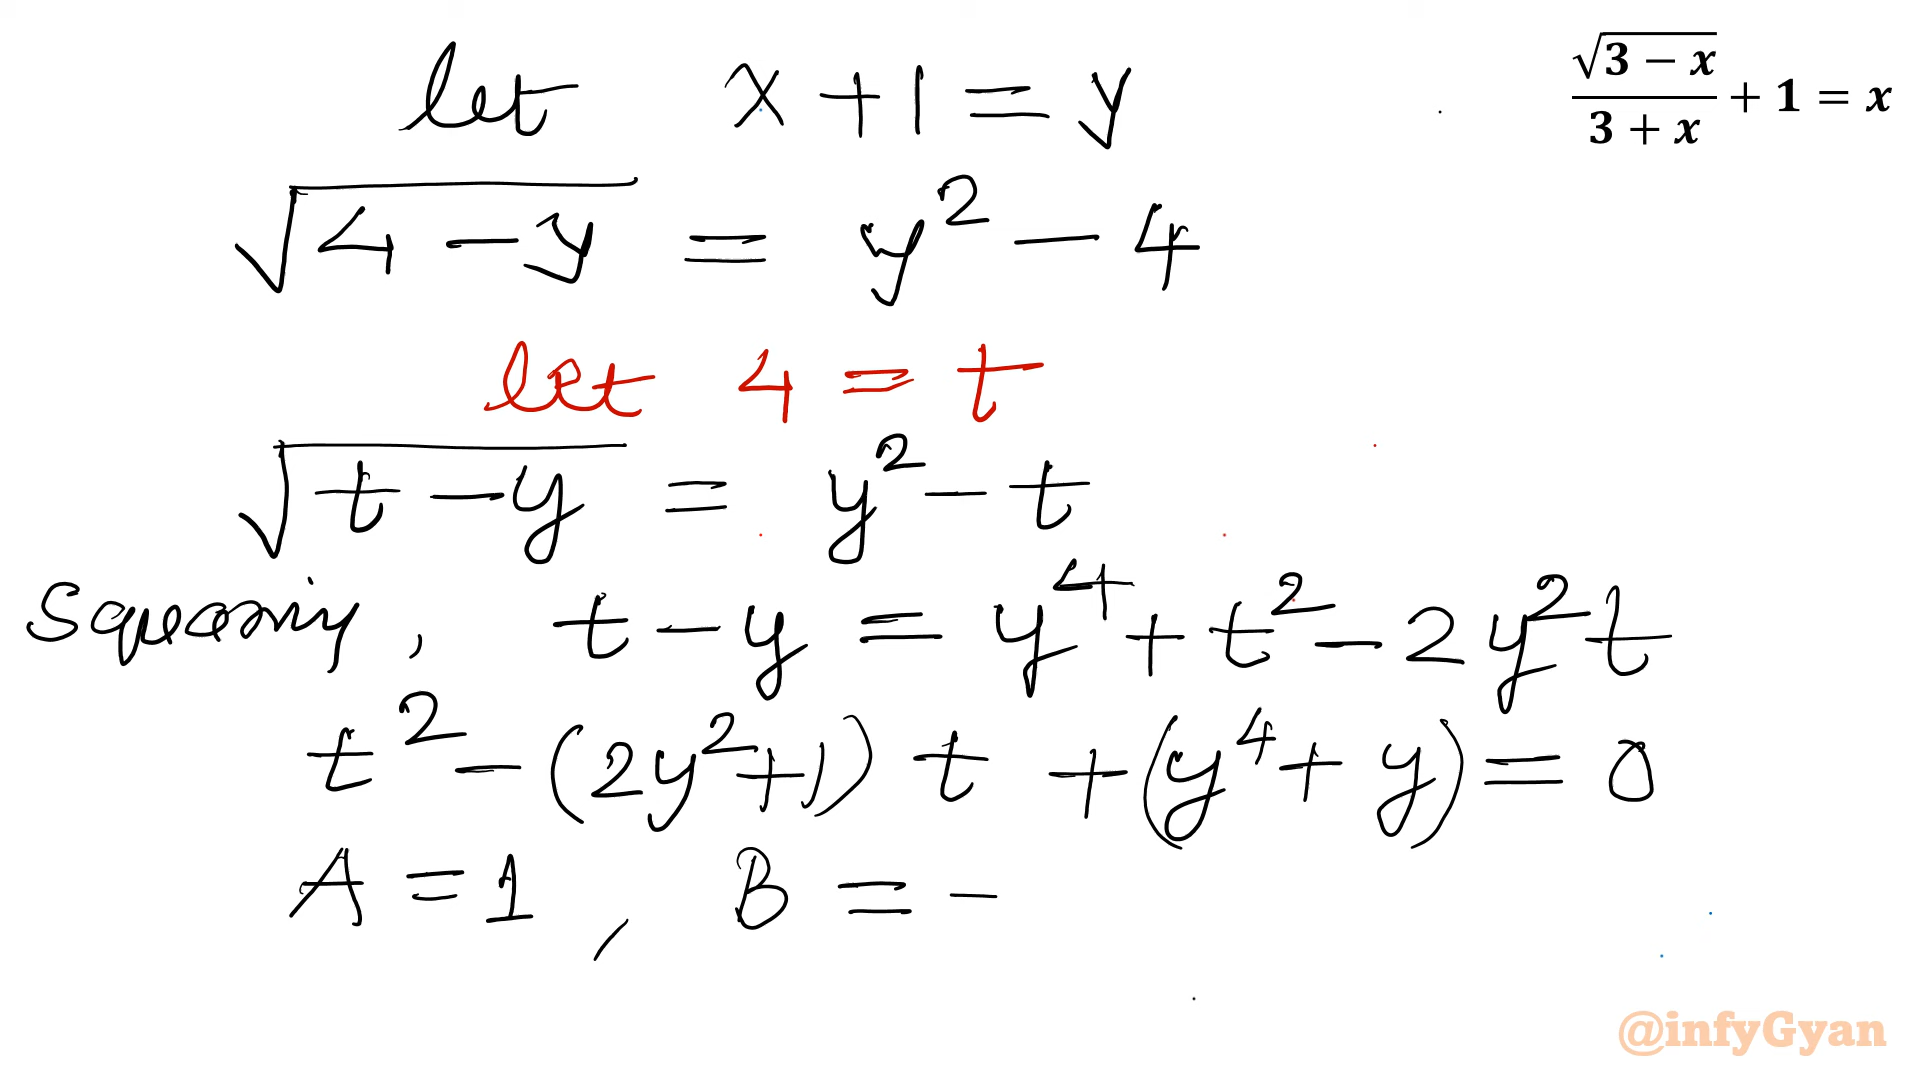 let x + 1 = y
√(3 − x)/(3 + x) + 1 = x
√(4 − y) = y² − 4
let 4 = t
√(t − y) = y² − t
Squaring, t − y = y⁴ + t² − 2y²t
t² − (2y² + 1) t + (y⁴ + y) = 0
A = 1, B = −
@infyGyan